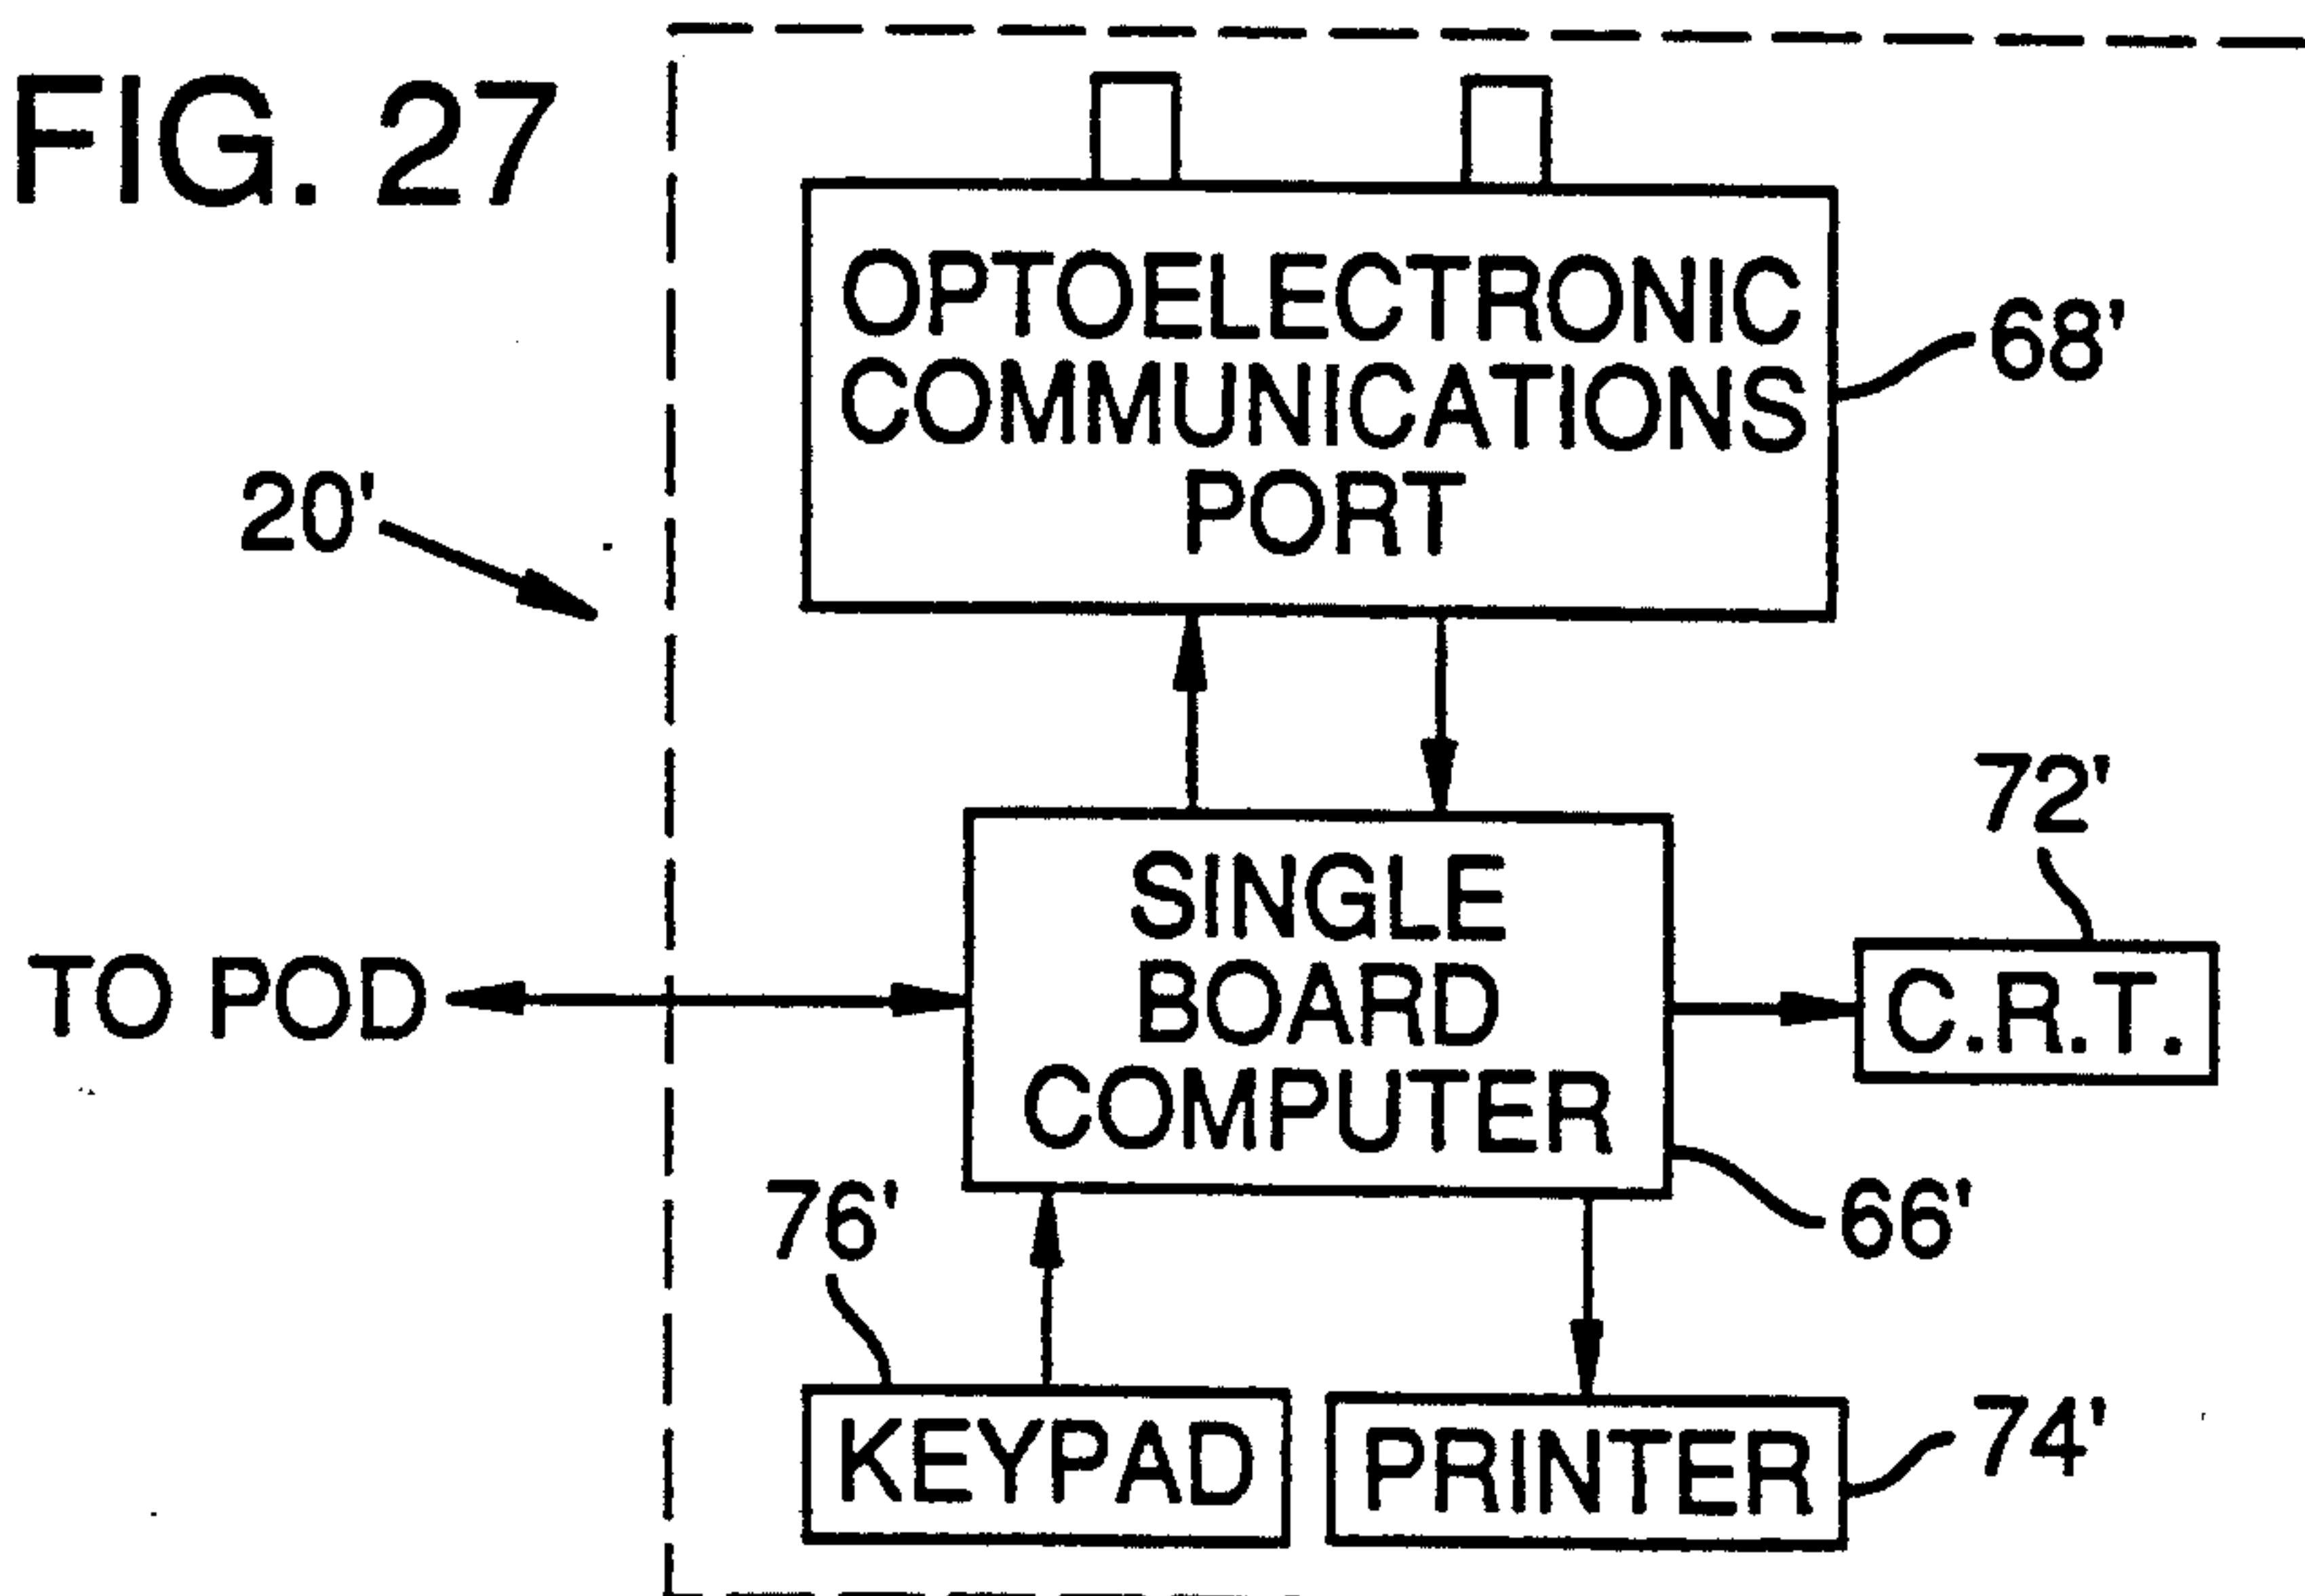 FIG. 27
OPTOELECTRONIC
COMMUNICATIONS
PORT
68'
20'
SINGLE
BOARD
COMPUTER
72'
TO POD
C.R.T.
66'
76'
KEYPAD
PRINTER
74'